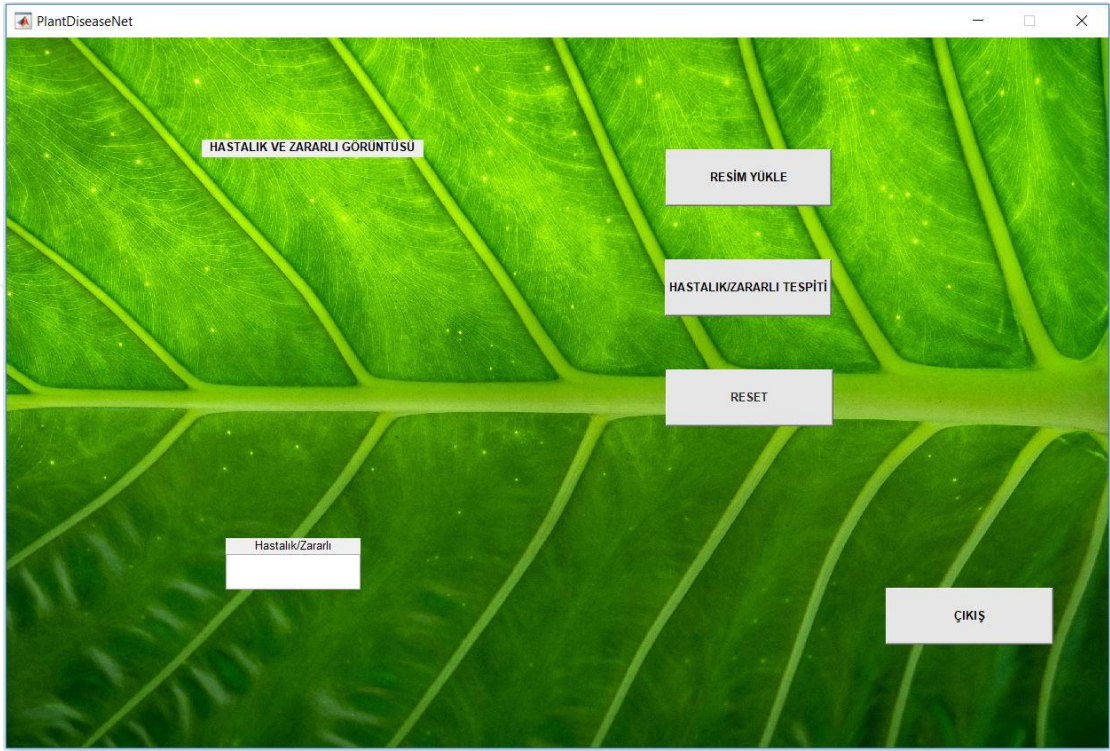 PlantDiseaseNet
HASTALIK VE ZARARLI GÖRÜNTÜSÜ
RESİM YÜKLE
HASTALIK/ZARARLI TESPİTİ
RESET
Hastalık/Zararlı
ÇIKIŞ